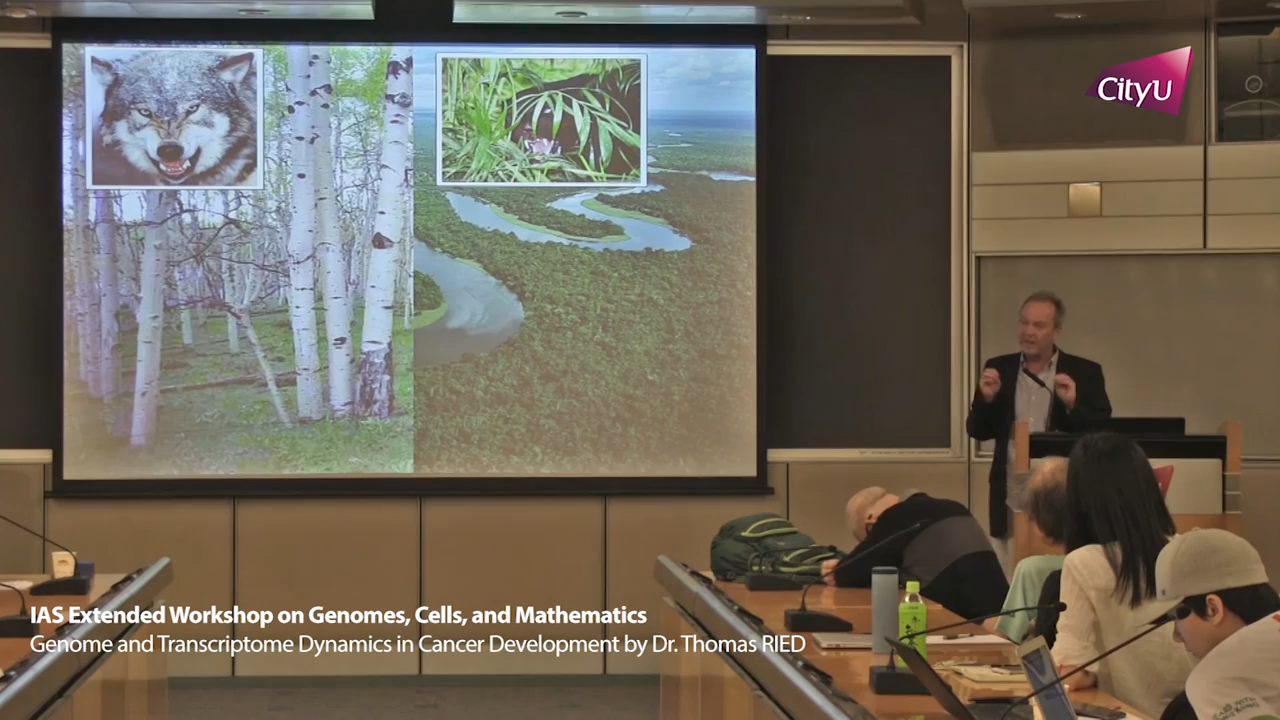 CityU
IAS Extended Workshop on Genomes, Cells, and Mathematics
Genome and Transcriptome Dynamics in Cancer Development by Dr. Thomas RIED